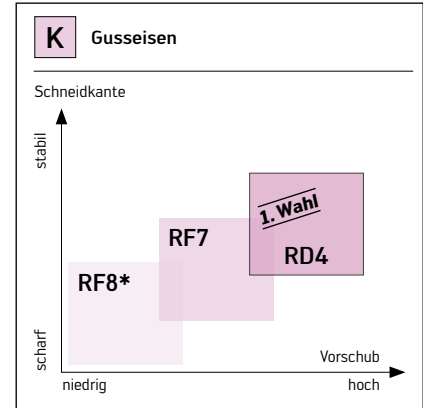 K Gusseisen
Schneidkante
stabil
1. Wahl
RF7
RD4
RF8*
scharf
Vorschub
niedrig
hoch